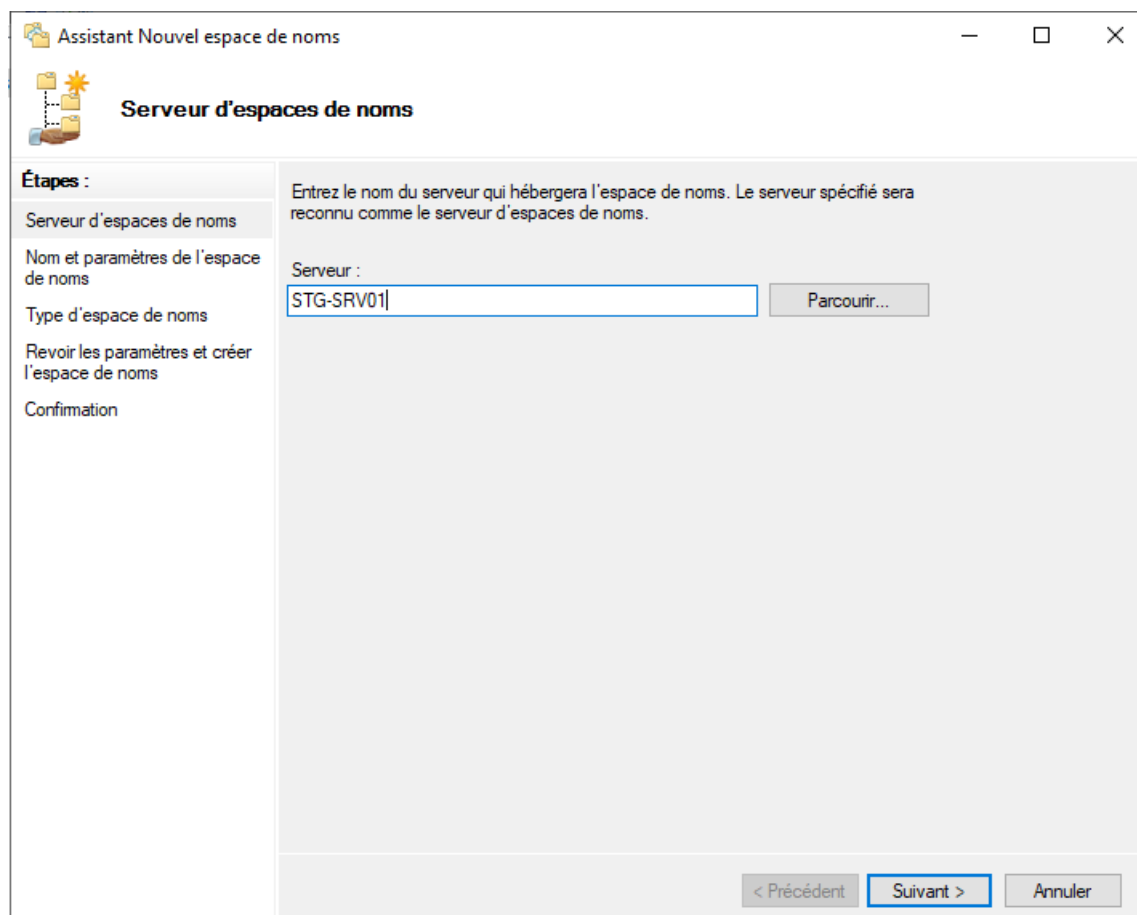 Assistant Nouvel espace de noms
Serveur d'espaces de noms
Étapes :
Serveur d'espaces de noms
Nom et paramètres de l'espace
de noms
Type d'espace de noms
Revoir les paramètres et créer
l'espace de noms
Confirmation
Entrez le nom du serveur qui hébergera l'espace de noms. Le serveur spécifié sera
reconnu comme le serveur d'espaces de noms.
Serveur :
STG-SRV01
Parcourir...
< Précédent
Suivant >
Annuler